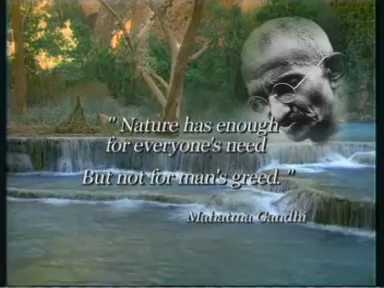 " Nature has enough
for everyone's need
But not for man's greed. "
Mahatma Gandhi